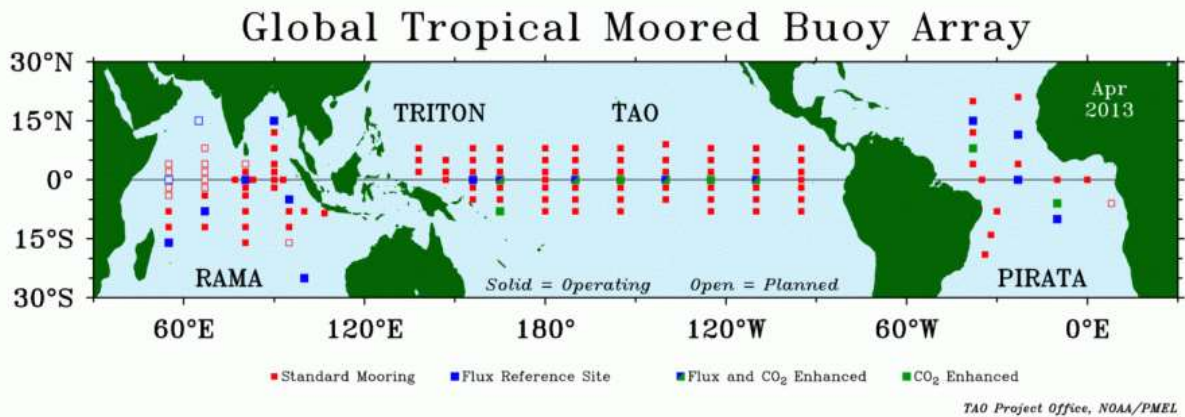 Global Tropical Moored Buoy Array
30°N
15°N
0°
15°S
30°S
TRITON
TAO
Apr
2013
RAMA
Solid = Operating
Open = Planned
PIRATA
60°E
120°E
180°
120°W
60°W
0°E
Standard Mooring
Flux Reference Site
Flux and CO₂ Enhanced
CO₂ Enhanced
TAO Project Office, NOAA/PMEL